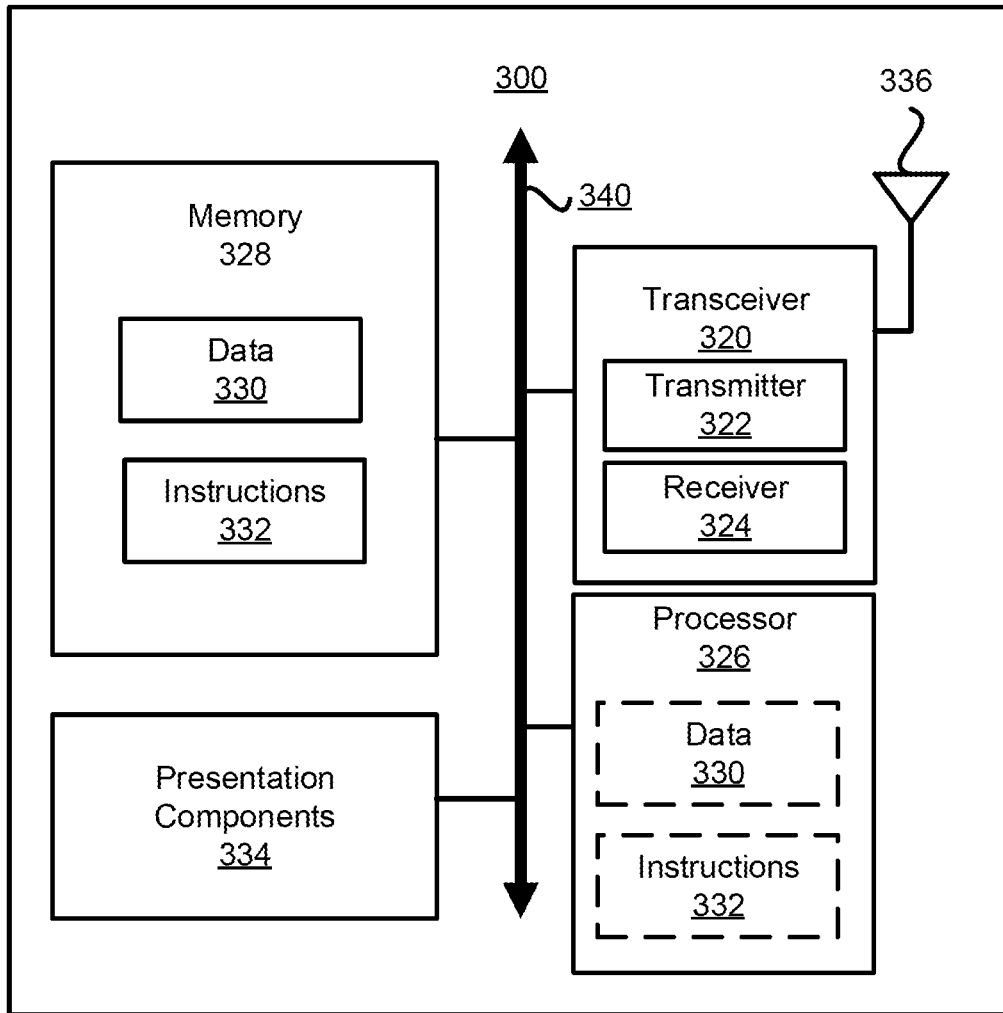 300
336
340
Memory
328
Data
330
Instructions
332
Transceiver
320
Transmitter
322
Receiver
324
Presentation
Components
334
Processor
326
Data
330
Instructions
332